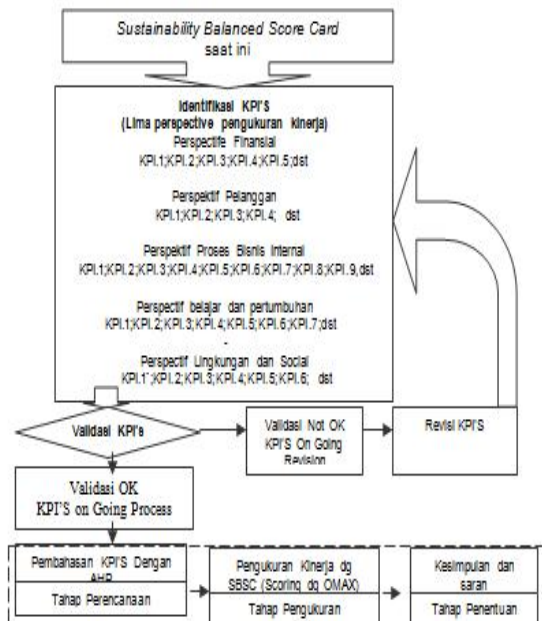 Sustainability Balanced Score Card
saat ini
Identifikasi KPI'S
(Lima perspective pengukuran kinerja)
Perspectife Finansial
KPI.1;KPI.2;KPI.3;KPI.4;KPI.5;dst
Perspektif Pelanggan
KPI.1;KPI.2;KPI.3;KPI.4; dst
Perspektif Proses Bisnis Internal
KPI.1;KPI.2;KPI.3;KPI.4;KPI.5;KPI.6;KPI.7;KPI.8;KPI.9,dst
Perspectif belajar dan pertumbuhan
KPI.1;KPI.2;KPI.3;KPI.4;KPI.5;KPI.6;KPI.7;dst
-
Perspectif Lingkungan dan Social
KPI.1;KPI.2;KPI.3;KPI.4;KPI.5;KPI.6; dst
Validasi KPI's
Validasi Not OK
KPI'S On Going
Revision
Revisi KPI'S
Validasi OK
KPI'S on Going Process
Pembahasan KPI'S Dengan
AHP
Tahap Perencanaan
Pengukuran Kinerja dg
SBSC (Scoring dg OMAX)
Tahap Pengukuran
Kesimpulan dan
saran
Tahap Penentuan